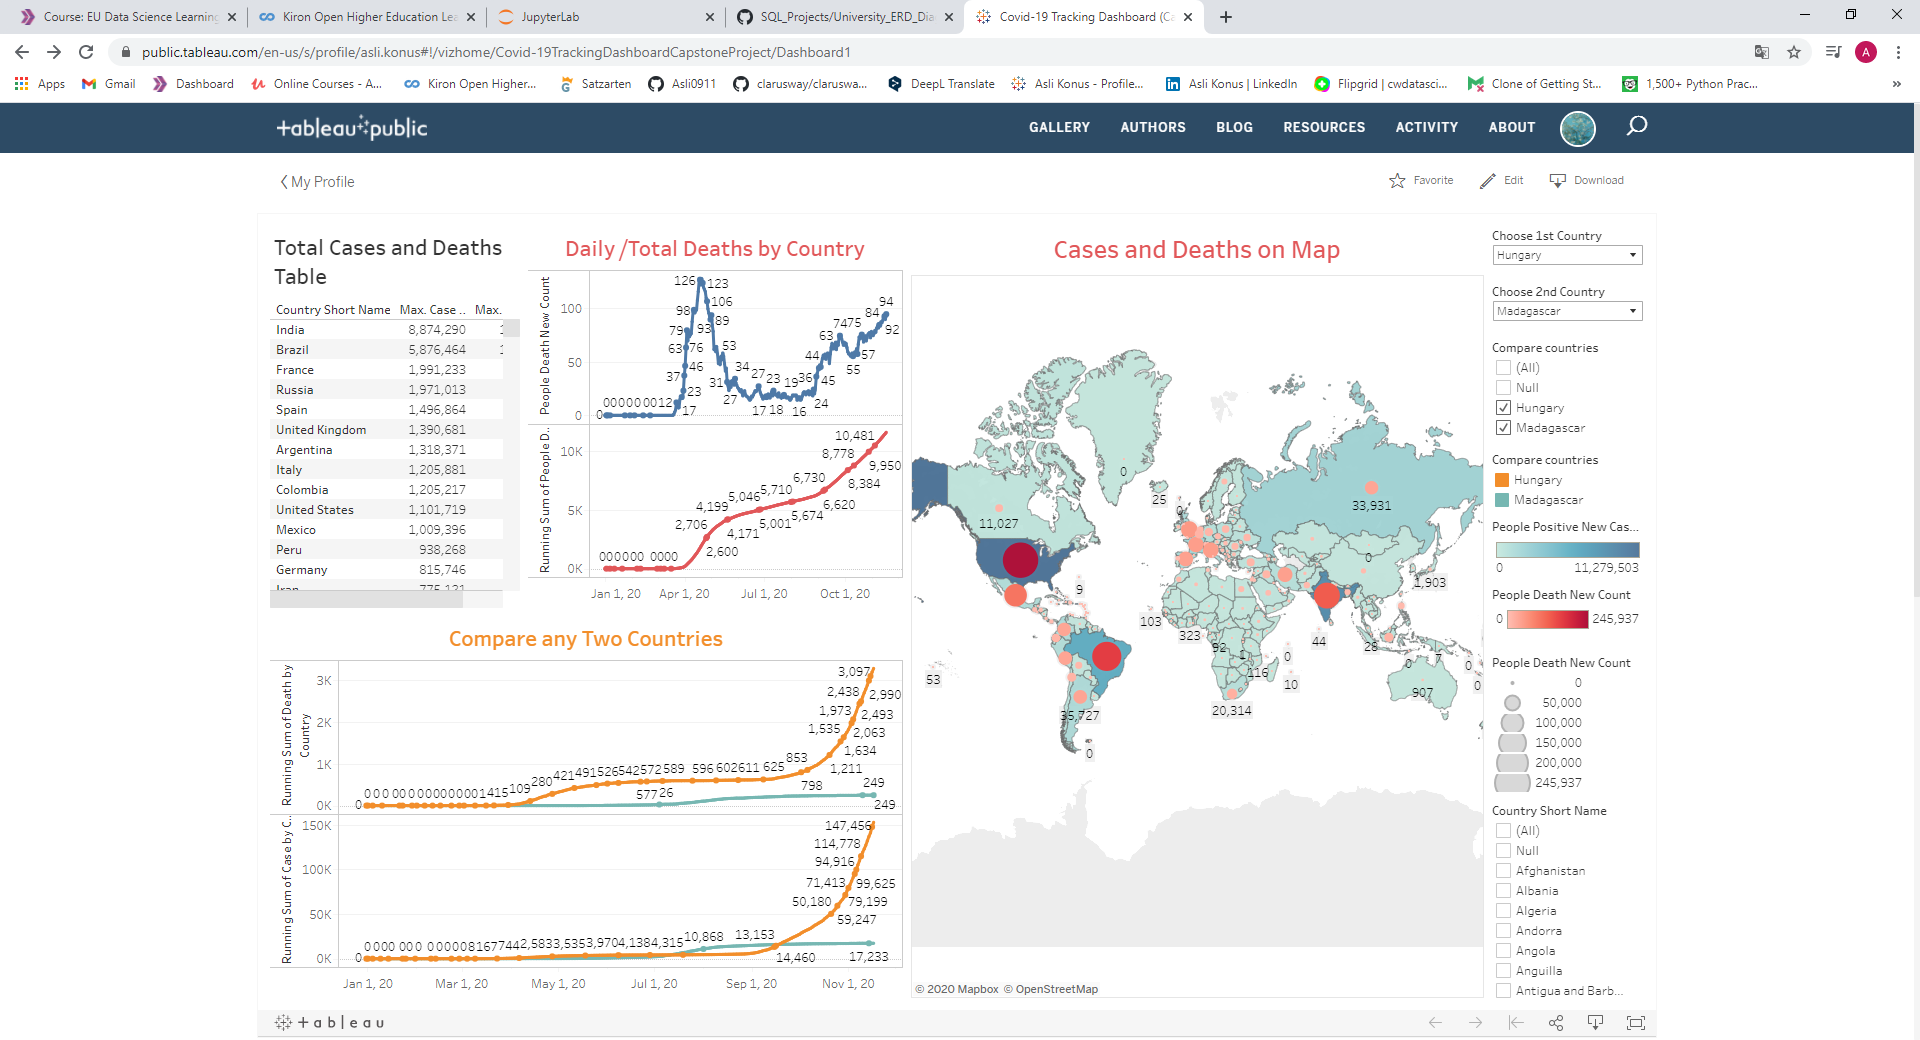 Course: EU Data Science Learning
Kiron Open Higher Education Lea
JupyterLab
SQL_Projects/University_ERD_Dia
Covid-19 Tracking Dashboard (Ca
public.tableau.com/en-us/s/profile/asli.konus#!/vizhome/Covid-19TrackingDashboardCapstoneProject/Dashboard1
A
Apps
Gmail
Dashboard
Online Courses - A...
Kiron Open Higher...
Satzarten
Asli0911
clarusway/claruswa...
DeepL Translate
Asli Konus - Profile...
Asli Konus | LinkedIn
Flipgrid | cwdatasci...
Clone of Getting St...
1,500+ Python Prac...
tableau public
GALLERY
AUTHORS
BLOG
RESOURCES
ACTIVITY
ABOUT
My Profile
Favorite
Edit
Download
Total Cases and Deaths
Table
Country Short Name Max. Case .. Max.
India 8,874,290
Brazil 5,876,464
France 1,991,233
Russia 1,971,013
Spain 1,496,864
United Kingdom 1,390,681
Argentina 1,318,371
Italy 1,205,881
Colombia 1,205,217
United States 1,101,719
Mexico 1,009,396
Peru 938,268
Germany 815,746
Iran 775,121
Daily /Total Deaths by Country
People Death New Count
100
50
0
126
123
106
98
89
79
93
63
76
53
46
37
34
31
23
27
17
27
23
17
18
19
16
36
24
44
45
63
7475
55
57
84
94
92
0
00000
0012
Running Sum of People D..
10K
5K
0K
10,481
8,778
9,950
6,730
8,384
5,710
5,046
6,620
4,199
5,674
5,001
2,706
4,171
2,600
000000
0000
Jan 1, 20
Apr 1, 20
Jul 1, 20
Oct 1, 20
Compare any Two Countries
Running Sum of Death by
Country
3K
2K
1K
0K
3,097
2,438
2,990
1,973
2,493
1,535
2,063
1,634
853
1,211
280
421
491
526
542
572
589
596
602
611
625
798
249
109
577
26
249
Running Sum of Case by C..
150K
100K
50K
0K
147,456
114,778
94,916
71,413
99,625
50,180
79,199
59,247
10,868
13,153
14,460
17,233
Jan 1, 20
Mar 1, 20
May 1, 20
Jul 1, 20
Sep 1, 20
Nov 1, 20
Cases and Deaths on Map
0
25
0
33,931
11,027
0
1,903
9
103
323
92
1
116
0
10
44
28
0
7
0
0
53
907
35,727
20,314
0
© 2020 Mapbox © OpenStreetMap
Choose 1st Country
Hungary
Choose 2nd Country
Madagascar
Compare countries
(All)
Null
Hungary
Madagascar
Compare countries
Hungary
Madagascar
People Positive New Cas...
0 11,279,503
People Death New Count
0 245,937
People Death New Count
0
50,000
100,000
150,000
200,000
245,937
Country Short Name
(All)
Null
Afghanistan
Albania
Algeria
Andorra
Angola
Anguilla
Antigua and Barb...
tableau